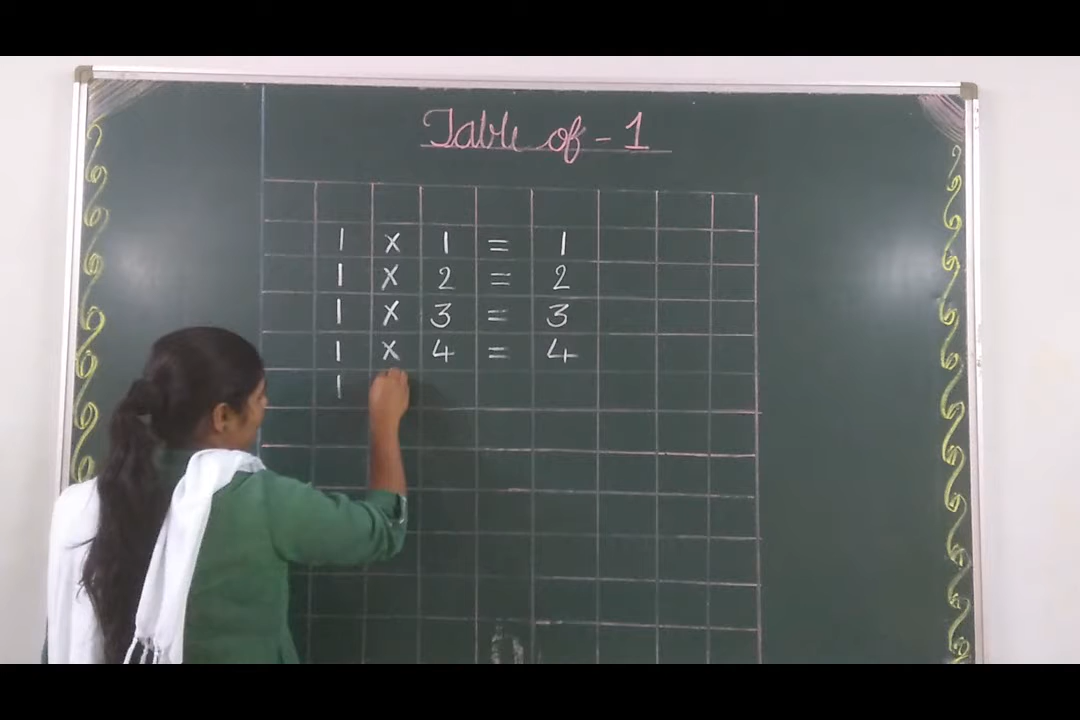 Table of - 1
1 × 1 = 1
1 × 2 = 2
1 × 3 = 3
1 × 4 = 4
1